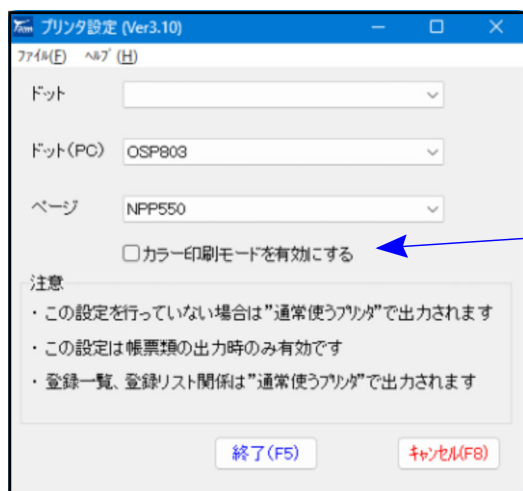 Tram プリンタ設定 (Ver3.10)
ファイル(F) ヘルプ(H)
ドット
ドット(PC) OSP803
ページ NPP550
カラー印刷モードを有効にする
注意
・この設定を行っていない場合は”通常使うプリンタ”で出力されます
・この設定は帳票類の出力時のみ有効です
・登録一覧、登録リスト関係は”通常使うプリンタ”で出力されます
終了(F5) キャンセル(F8)